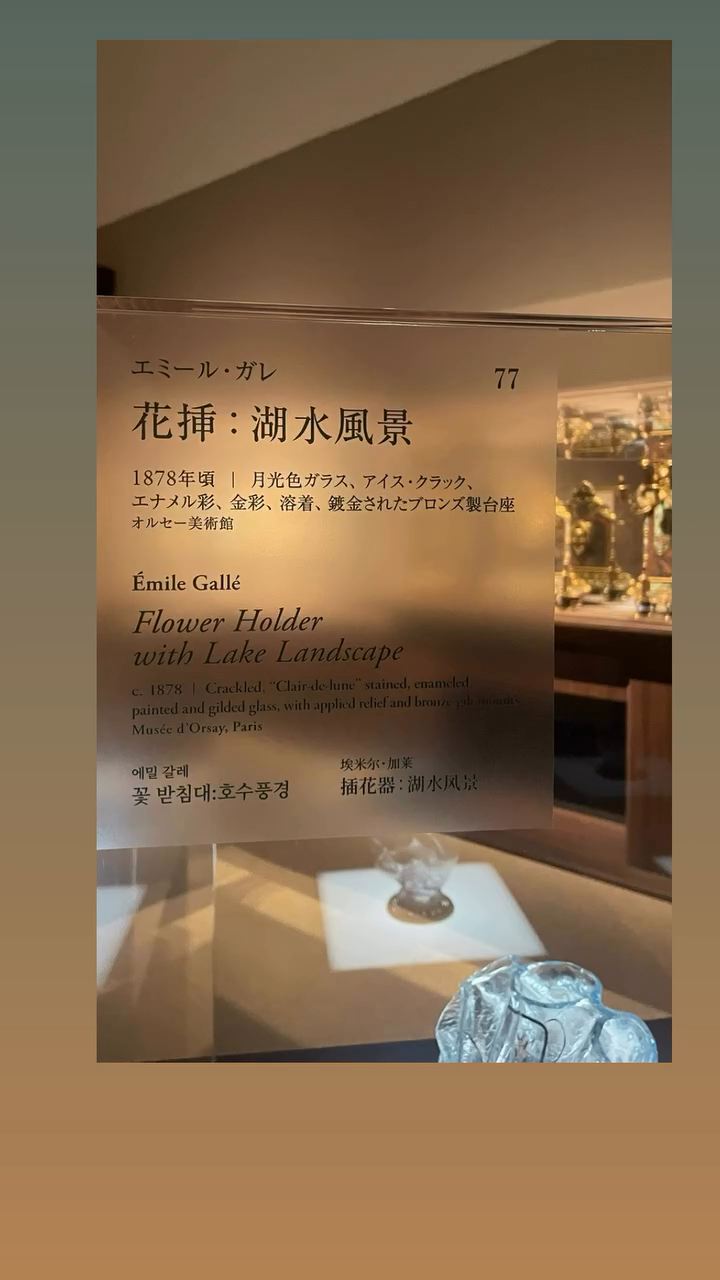 エミール・ガレ
77
花挿：湖水風景
1878年頃 | 月光色ガラス、アイス・クラック、
エナメル彩、金彩、溶着、鍍金されたブロンズ製台座
オルセー美術館
Émile Gallé
Flower Holder
with Lake Landscape
c. 1878 | Crackled, “Clair-de-lune” stained, enameled,
painted and gilded glass, with applied relief and bronze gilt mounts
Musée d’Orsay, Paris
에밀 갈레
꽃 받침대:호수풍경
埃米尔·加莱
插花器：湖水风景